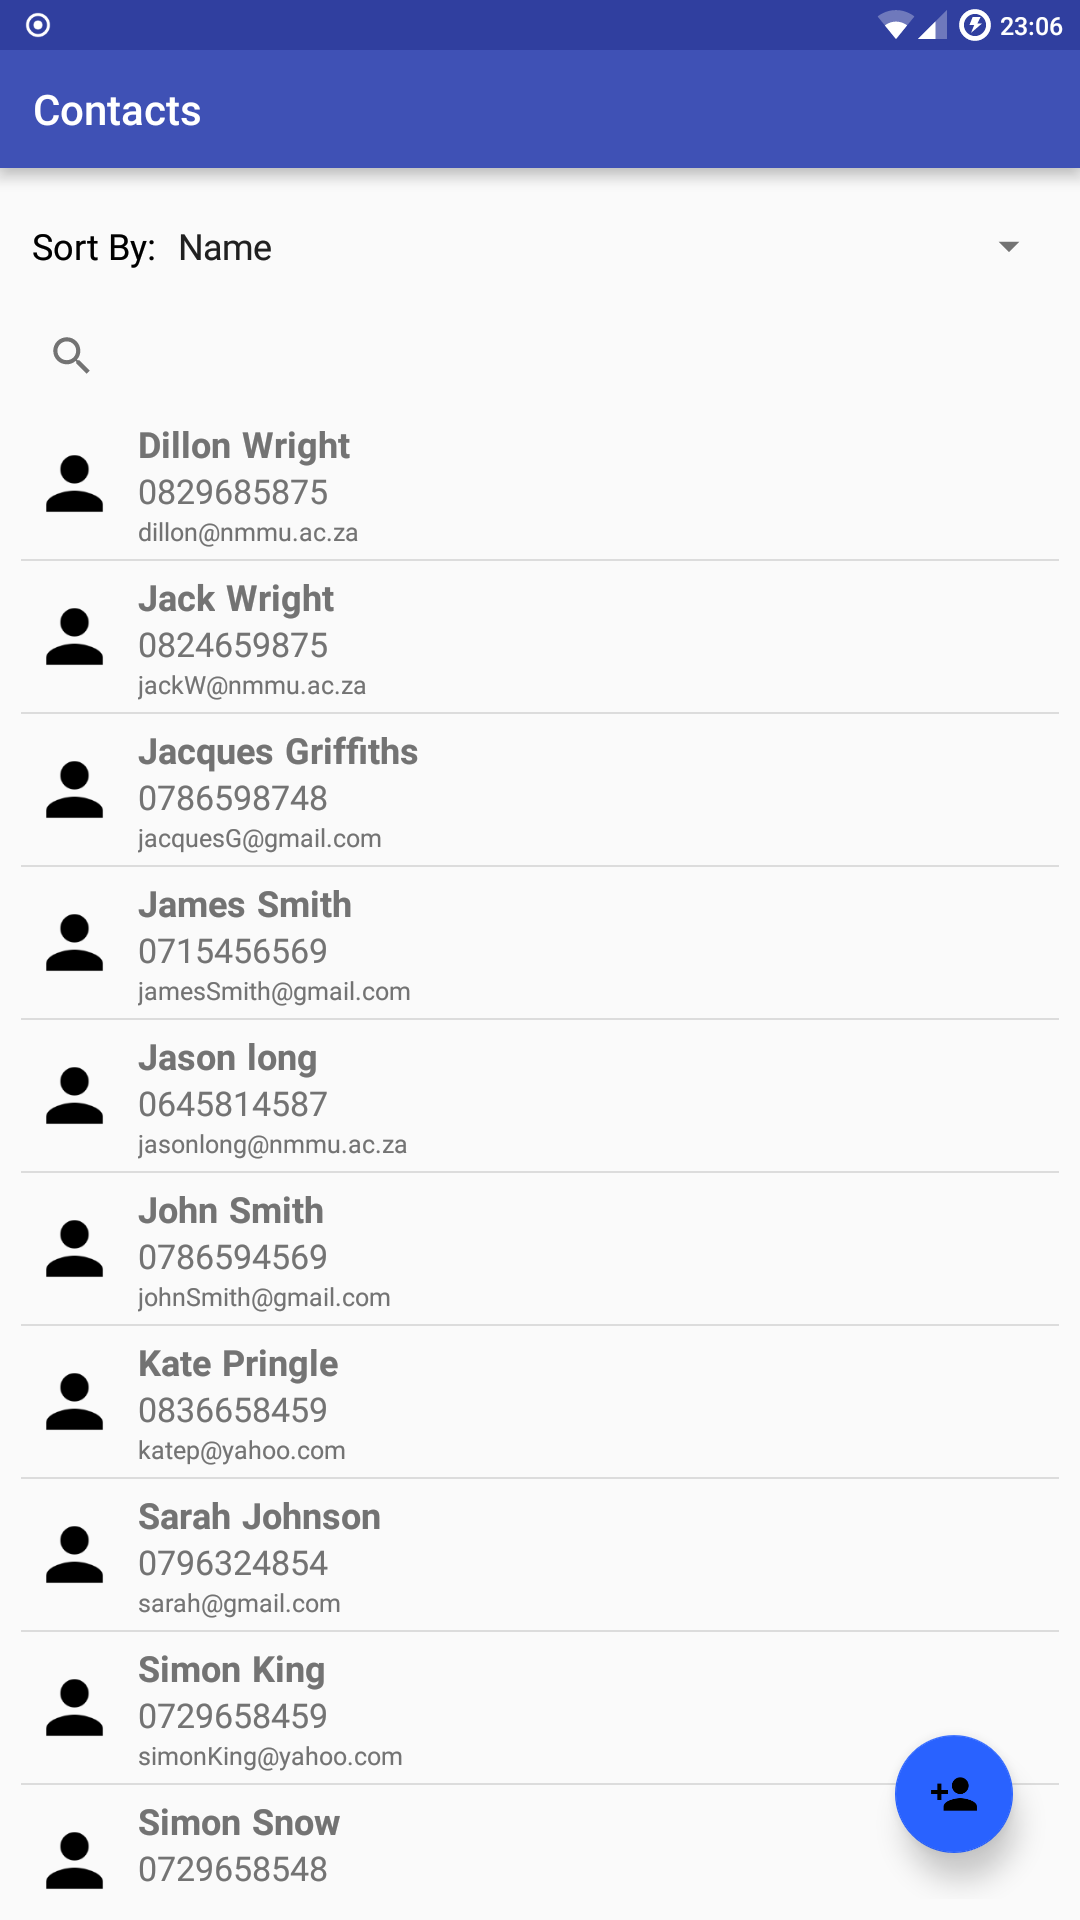 23:06
Contacts
Sort By: Name
Dillon Wright
0829685875
dillon@nmmu.ac.za
Jack Wright
0824659875
jackW@nmmu.ac.za
Jacques Griffiths
0786598748
jacquesG@gmail.com
James Smith
0715456569
jamesSmith@gmail.com
Jason long
0645814587
jasonlong@nmmu.ac.za
John Smith
0786594569
johnSmith@gmail.com
Kate Pringle
0836658459
katep@yahoo.com
Sarah Johnson
0796324854
sarah@gmail.com
Simon King
0729658459
simonKing@yahoo.com
Simon Snow
0729658548